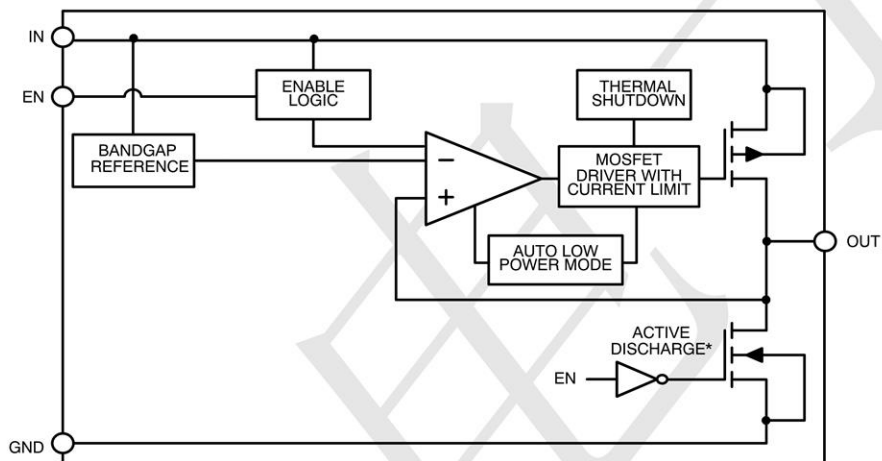 IN
EN
ENABLE
LOGIC
THERMAL
SHUTDOWN
BANDGAP
REFERENCE
−
+
MOSFET
DRIVER WITH
CURRENT LIMIT
AUTO LOW
POWER MODE
OUT
ACTIVE
DISCHARGE*
EN
GND